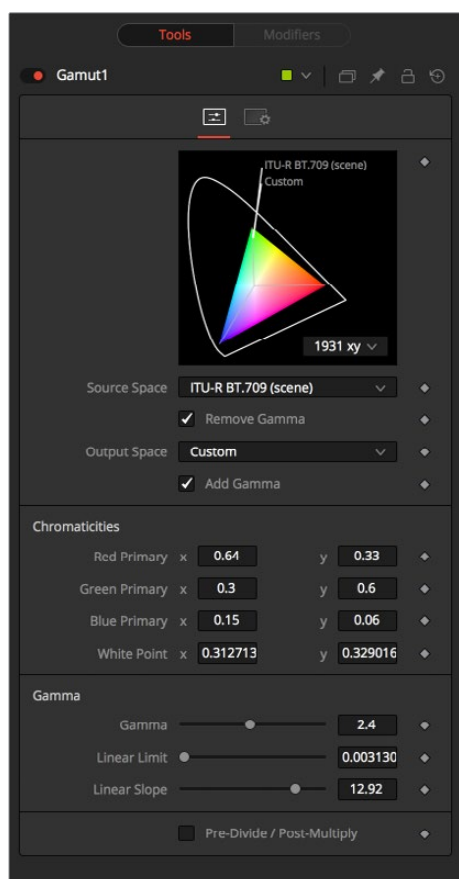 Tools Modifiers
Gamut1
ITU-R BT.709 (scene)
Custom
1931 xy
Source Space ITU-R BT.709 (scene)
Remove Gamma
Output Space Custom
Add Gamma
Chromaticities
Red Primary x 0.64 y 0.33
Green Primary x 0.3 y 0.6
Blue Primary x 0.15 y 0.06
White Point x 0.312713 y 0.329016
Gamma
Gamma 2.4
Linear Limit 0.003130
Linear Slope 12.92
Pre-Divide / Post-Multiply